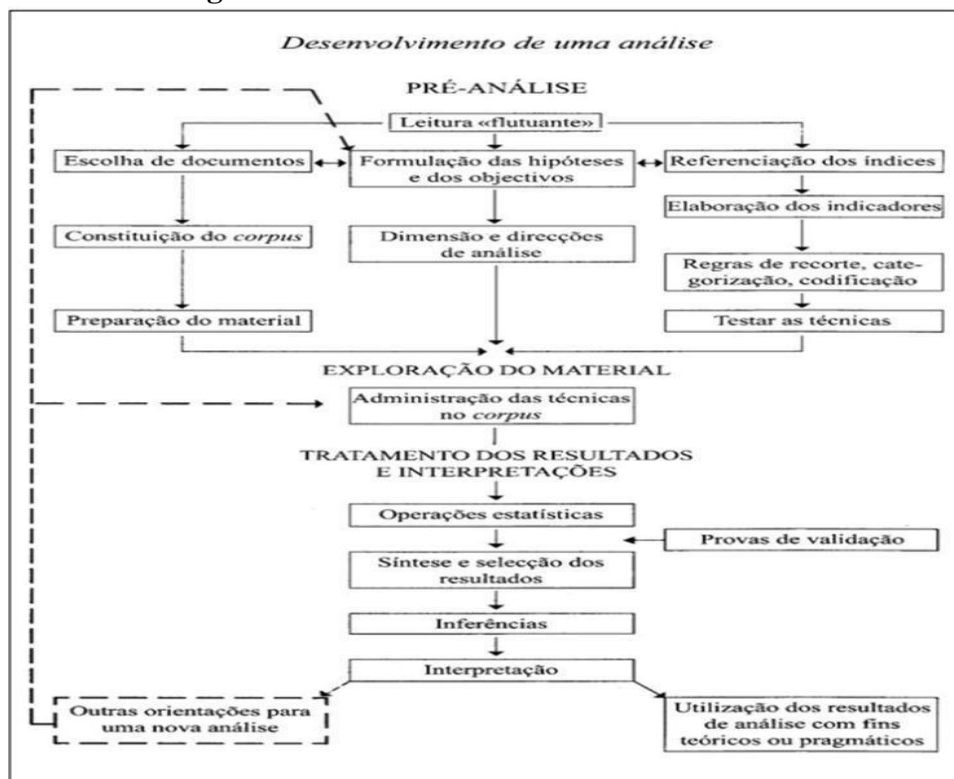 Desenvolvimento de uma análise
PRÉ-ANÁLISE
Leitura «flutuante»
Escolha de documentos
Formulação das hipóteses
e dos objectivos
Referenciação dos índices
Elaboração dos indicadores
Constituição do corpus
Dimensão e direcções
de análise
Regras de recorte, cate-
gorização, codificação
Preparação do material
Testar as técnicas
EXPLORAÇÃO DO MATERIAL
Administração das técnicas
no corpus
TRATAMENTO DOS RESULTADOS
E INTERPRETAÇÕES
Operações estatísticas
Provas de validação
Síntese e selecção dos
resultados
Inferências
Interpretação
Outras orientações para
uma nova análise
Utilização dos resultados
de análise com fins
teóricos ou pragmáticos